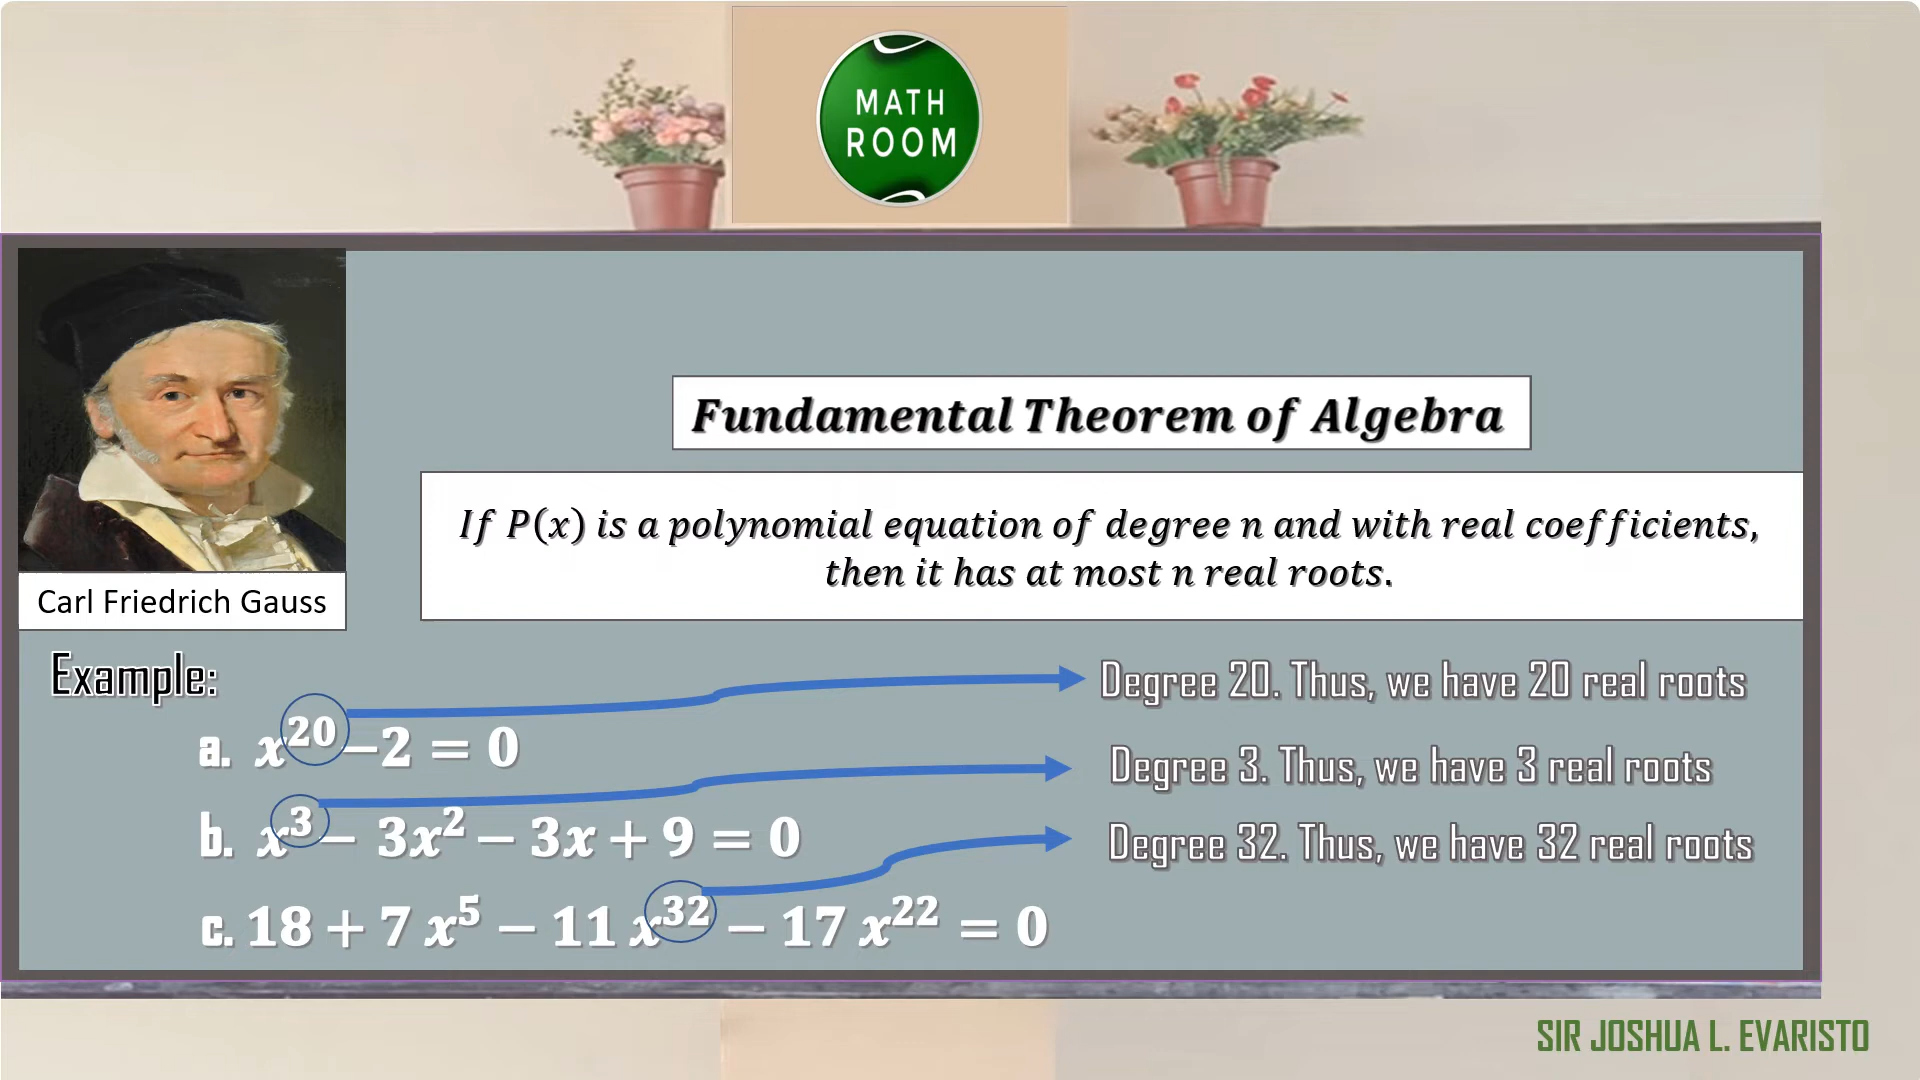 MATH
ROOM
Fundamental Theorem of Algebra
If P(x) is a polynomial equation of degree n and with real coefficients,
then it has at most n real roots.
Carl Friedrich Gauss
Example:
a. x^20 − 2 = 0
Degree 20. Thus, we have 20 real roots
b. x^3 − 3x^2 − 3x + 9 = 0
Degree 3. Thus, we have 3 real roots
c. 18 + 7 x^5 − 11 x^32 − 17 x^22 = 0
Degree 32. Thus, we have 32 real roots
SIR JOSHUA L. EVARISTO